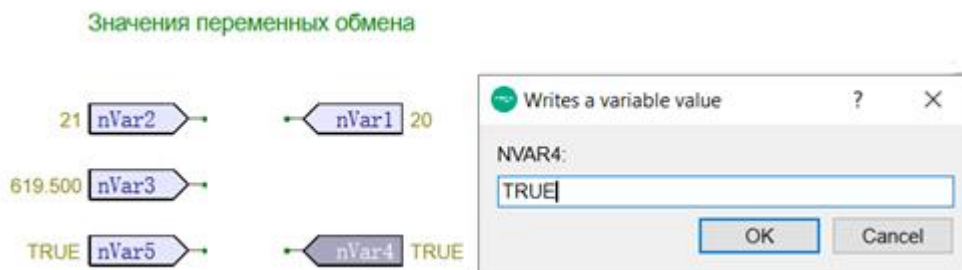 Значения переменных обмена
21 nVar2
nVar1 20
619.500 nVar3
TRUE nVar5
nVar4 TRUE
Writes a variable value ? ×
NVAR4:
TRUE
OK Cancel